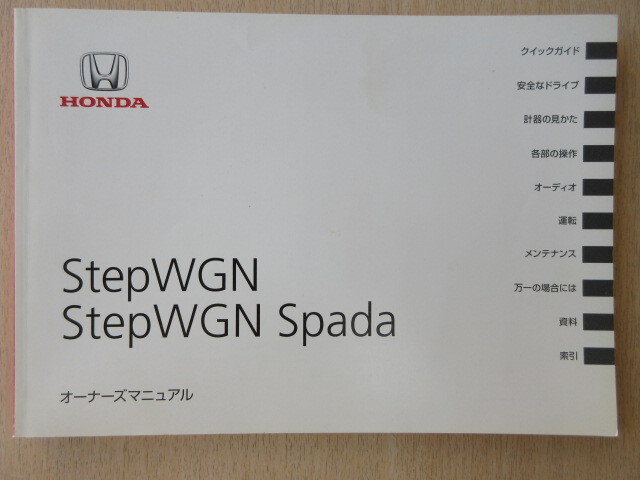 HONDA
クイックガイド
安全なドライブ
計器の見かた
各部の操作
オーディオ
運転
メンテナンス
万一の場合には
資料
索引
StepWGN
StepWGN Spada
オーナーズマニュアル